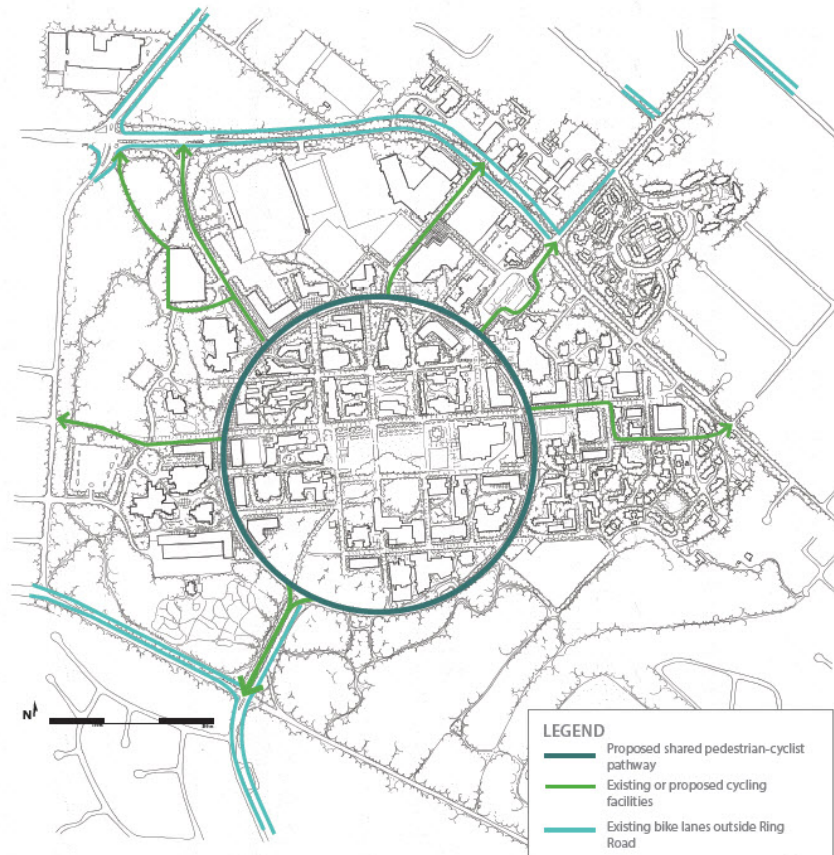 N
LEGEND
Proposed shared pedestrian-cyclist
pathway
Existing or proposed cycling
facilities
Existing bike lanes outside Ring
Road